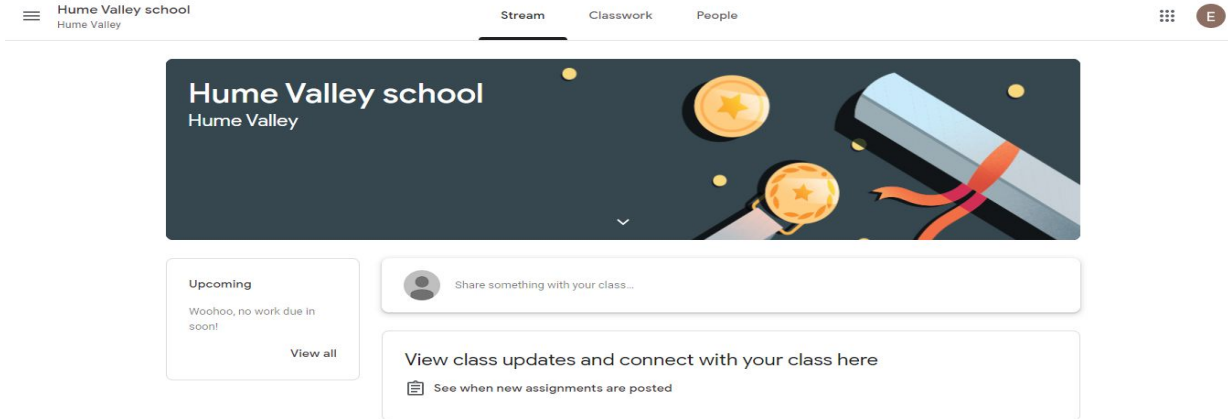 Hume Valley school
Hume Valley
Stream
Classwork
People
E
Hume Valley school
Hume Valley
Upcoming
Woohoo, no work due in
soon!
View all
Share something with your class...
View class updates and connect with your class here
See when new assignments are posted